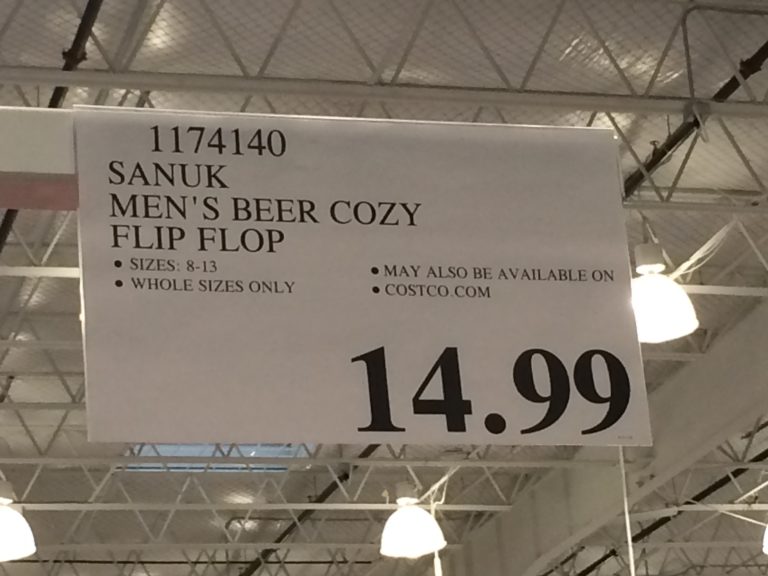 1174140
SANUK
MEN'S BEER COZY
FLIP FLOP
• SIZES: 8-13
• WHOLE SIZES ONLY
• MAY ALSO BE AVAILABLE ON
• COSTCO.COM
14.99